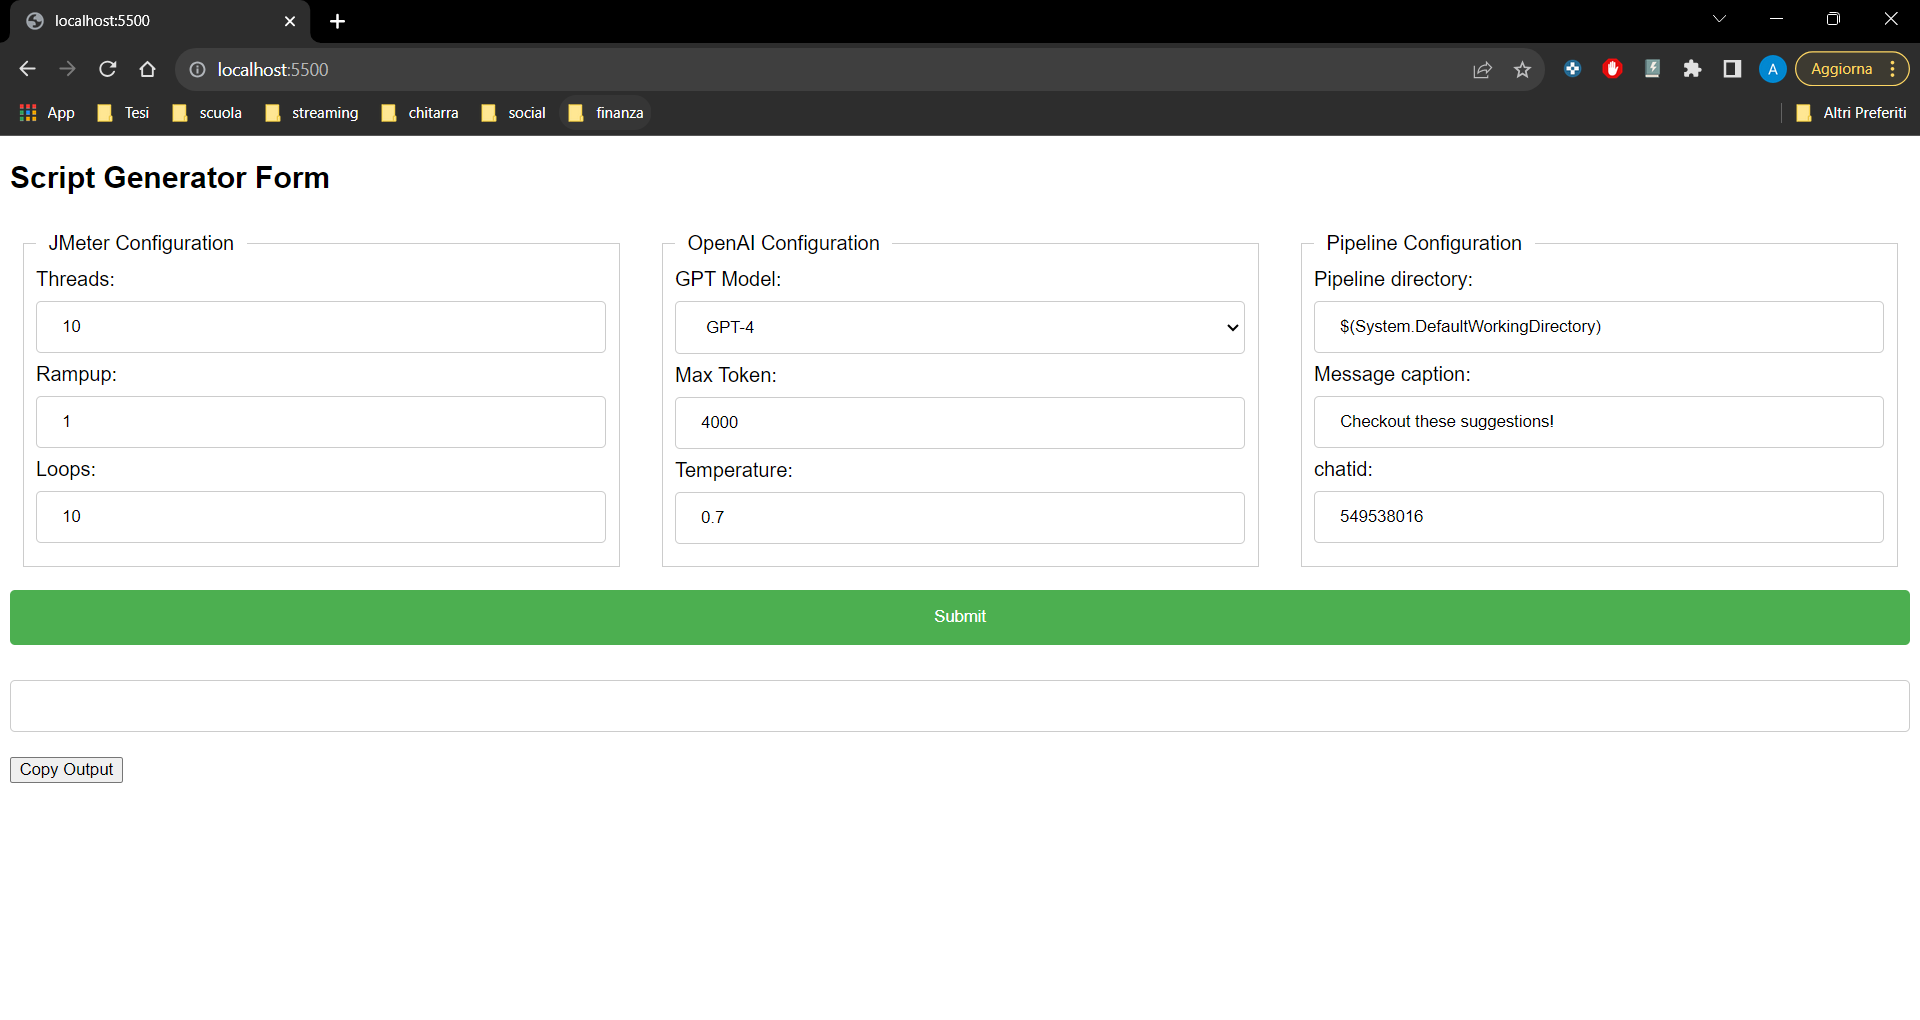 localhost:5500
localhost:5500
A
Aggiorna
App Tesi scuola streaming chitarra social finanza Altri Preferiti
Script Generator Form
JMeter Configuration
Threads:
10
Rampup:
1
Loops:
10
OpenAI Configuration
GPT Model:
GPT-4
Max Token:
4000
Temperature:
0.7
Pipeline Configuration
Pipeline directory:
$(System.DefaultWorkingDirectory)
Message caption:
Checkout these suggestions!
chatid:
549538016
Submit
Copy Output